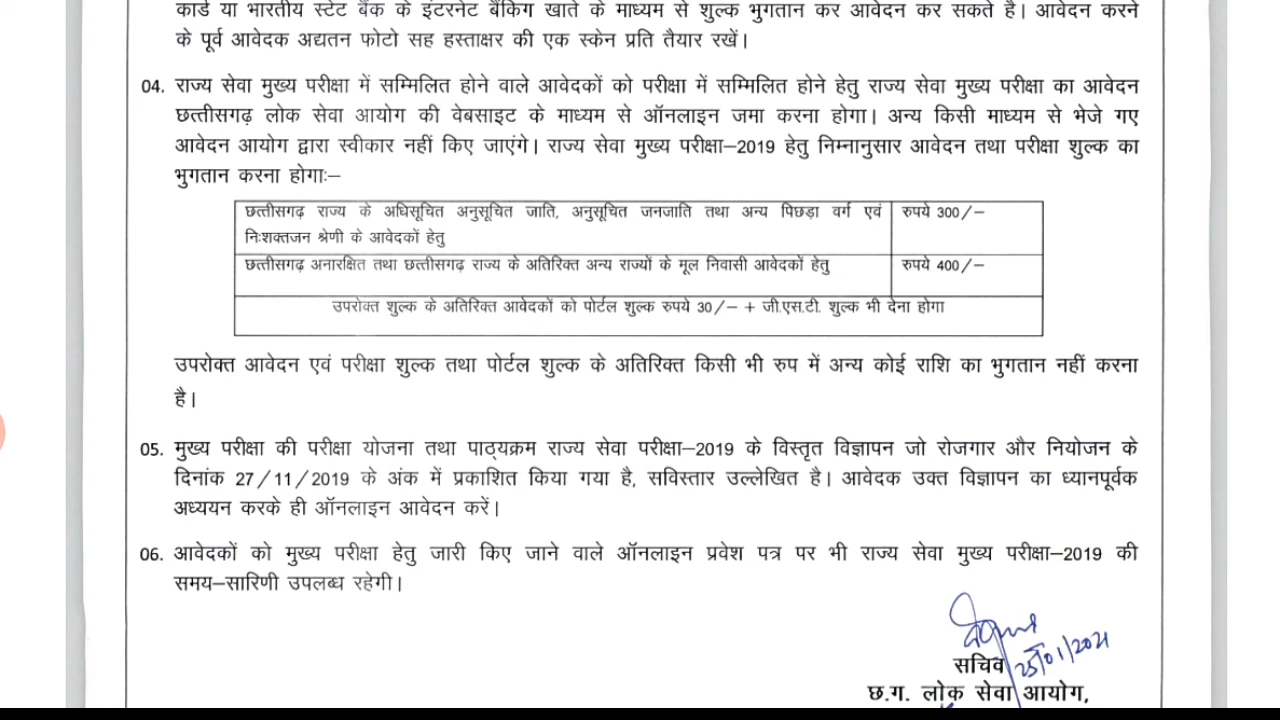 कार्ड या भारतीय स्टेट बैंक के इंटरनेट बैंकिग खाते के माध्यम से शुल्क भुगतान कर आवेदन कर सकते है। आवेदन करने
के पूर्व आवेदक अद्यतन फोटो सह हस्ताक्षर की एक स्केन प्रति तैयार रखें।
04. राज्य सेवा मुख्य परीक्षा में सम्मिलित होने वाले आवेदकों को परीक्षा में सम्मिलित होने हेतु राज्य सेवा मुख्य परीक्षा का आवेदन
छत्तीसगढ़ लोक सेवा आयोग की वेबसाइट के माध्यम से ऑनलाइन जमा करना होगा। अन्य किसी माध्यम से भेजे गए
आवेदन आयोग द्वारा स्वीकार नहीं किए जाएंगे। राज्य सेवा मुख्य परीक्षा–2019 हेतु निम्नानुसार आवेदन तथा परीक्षा शुल्क का
भुगतान करना होगाः–
छत्तीसगढ़ राज्य के अधिसूचित अनुसूचित जाति, अनुसूचित जनजाति तथा अन्य पिछड़ा वर्ग एवं
निःशक्तजन श्रेणी के आवेदकों हेतु
रुपये 300/–
छत्तीसगढ़ अनारक्षित तथा छत्तीसगढ़ राज्य के अतिरिक्त अन्य राज्यों के मूल निवासी आवेदकों हेतु
रुपये 400/–
उपरोक्त शुल्क के अतिरिक्त आवेदकों को पोर्टल शुल्क रुपये 30/– + जी.एस.टी. शुल्क भी देना होगा
उपरोक्त आवेदन एवं परीक्षा शुल्क तथा पोर्टल शुल्क के अतिरिक्त किसी भी रुप में अन्य कोई राशि का भुगतान नहीं करना
है।
05. मुख्य परीक्षा की परीक्षा योजना तथा पाठ्यक्रम राज्य सेवा परीक्षा–2019 के विस्तृत विज्ञापन जो रोजगार और नियोजन के
दिनांक 27/11/2019 के अंक में प्रकाशित किया गया है, सविस्तार उल्लेखित है। आवेदक उक्त विज्ञापन का ध्यानपूर्वक
अध्ययन करके ही ऑनलाइन आवेदन करें।
06. आवेदकों को मुख्य परीक्षा हेतु जारी किए जाने वाले ऑनलाइन प्रवेश पत्र पर भी राज्य सेवा मुख्य परीक्षा–2019 की
समय–सारिणी उपलब्ध रहेगी।
सचिव 25/01/2021
छ.ग. लोक सेवा आयोग,